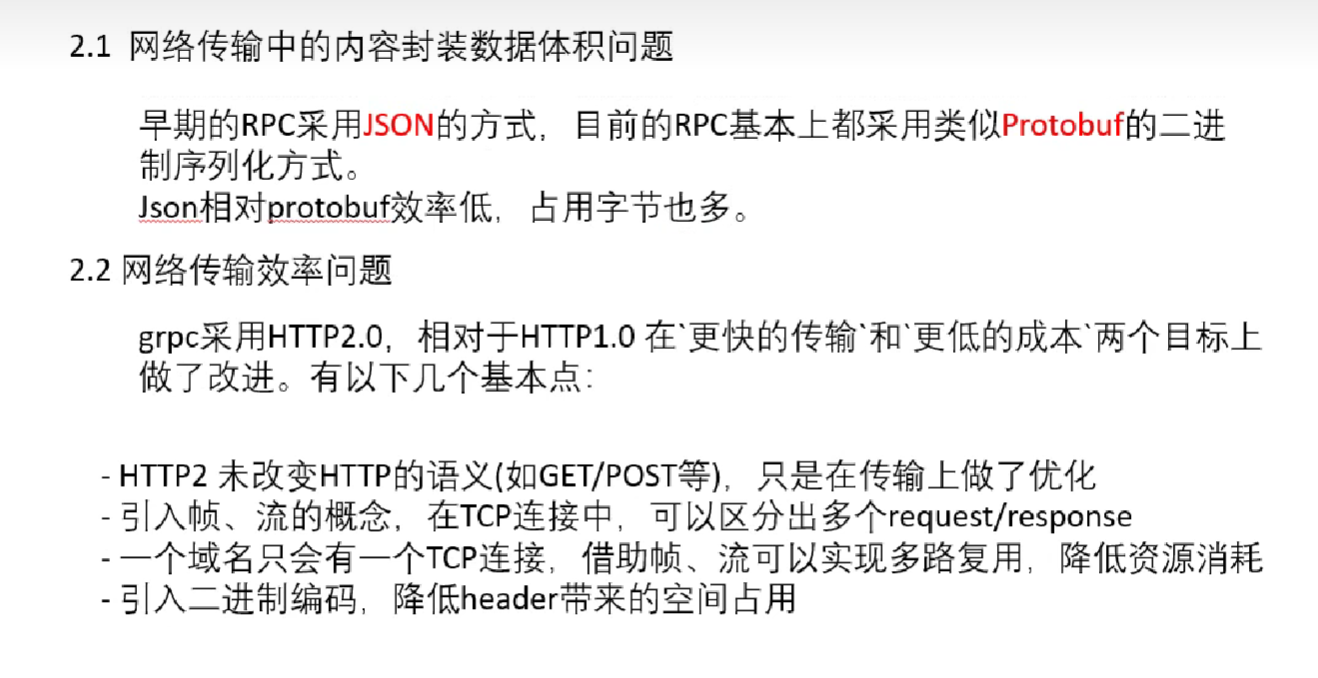 2.1 网络传输中的内容封装数据体积问题
早期的RPC采用JSON的方式，目前的RPC基本上都采用类似Protobuf的二进
制序列化方式。
Json相对protobuf效率低，占用字节也多。
2.2 网络传输效率问题
grpc采用HTTP2.0，相对于HTTP1.0 在`更快的传输`和`更低的成本`两个目标上
做了改进。有以下几个基本点：
- HTTP2 未改变HTTP的语义(如GET/POST等)，只是在传输上做了优化
- 引入帧、流的概念，在TCP连接中，可以区分出多个request/response
- 一个域名只会有一个TCP连接，借助帧、流可以实现多路复用，降低资源消耗
- 引入二进制编码，降低header带来的空间占用